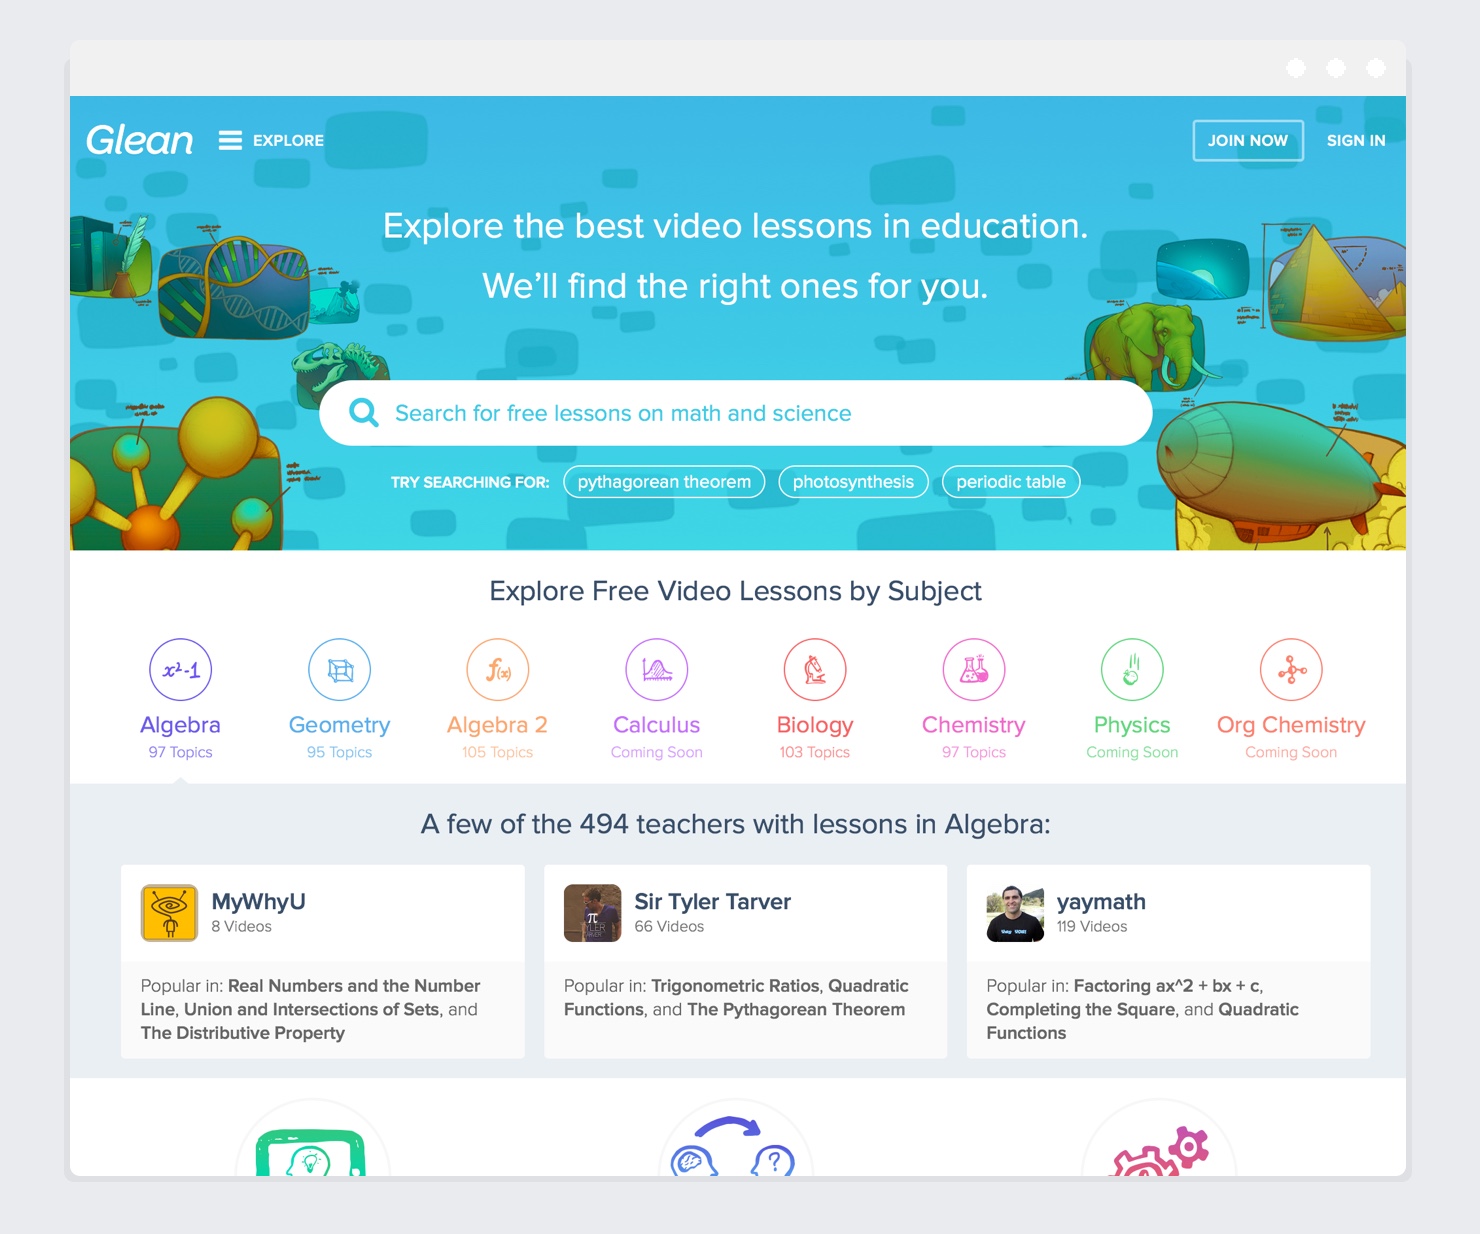 Glean
EXPLORE
JOIN NOW
SIGN IN
Explore the best video lessons in education.
We’ll find the right ones for you.
Search for free lessons on math and science
TRY SEARCHING FOR:
pythagorean theorem
photosynthesis
periodic table
Explore Free Video Lessons by Subject
x²-1
f(x)
Algebra
97 Topics
Geometry
95 Topics
Algebra 2
105 Topics
Calculus
Coming Soon
Biology
103 Topics
Chemistry
97 Topics
Physics
Coming Soon
Org Chemistry
Coming Soon
A few of the 494 teachers with lessons in Algebra:
MyWhyU
8 Videos
Popular in: Real Numbers and the Number
Line, Union and Intersections of Sets, and
The Distributive Property
π
Sir Tyler Tarver
66 Videos
Popular in: Trigonometric Ratios, Quadratic
Functions, and The Pythagorean Theorem
yaymath
119 Videos
Popular in: Factoring ax^2 + bx + c,
Completing the Square, and Quadratic
Functions
?